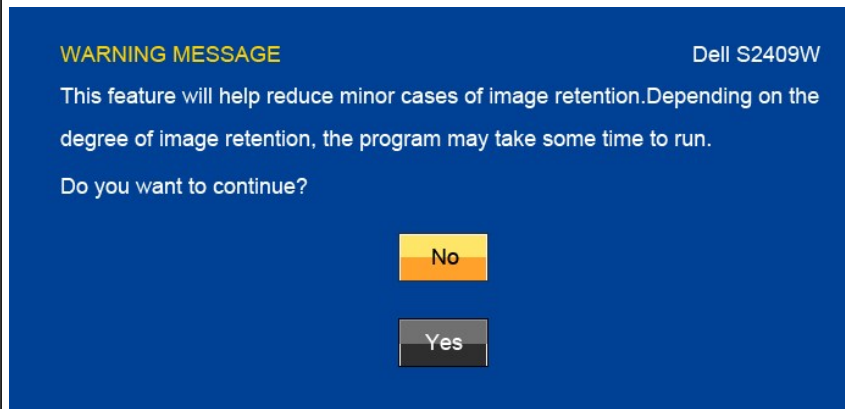 WARNING MESSAGE Dell S2409W
This feature will help reduce minor cases of image retention.Depending on the
degree of image retention, the program may take some time to run.
Do you want to continue?
No
Yes